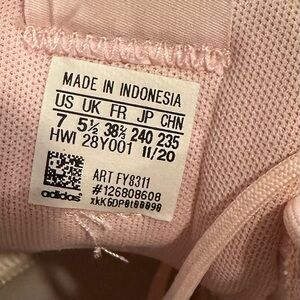 MADE IN INDONESIA
US UK FR JP CHN
7 5½ 38⅔ 240 235
HWI 28Y001 11/20
ART FY8311
#126808608
adidas